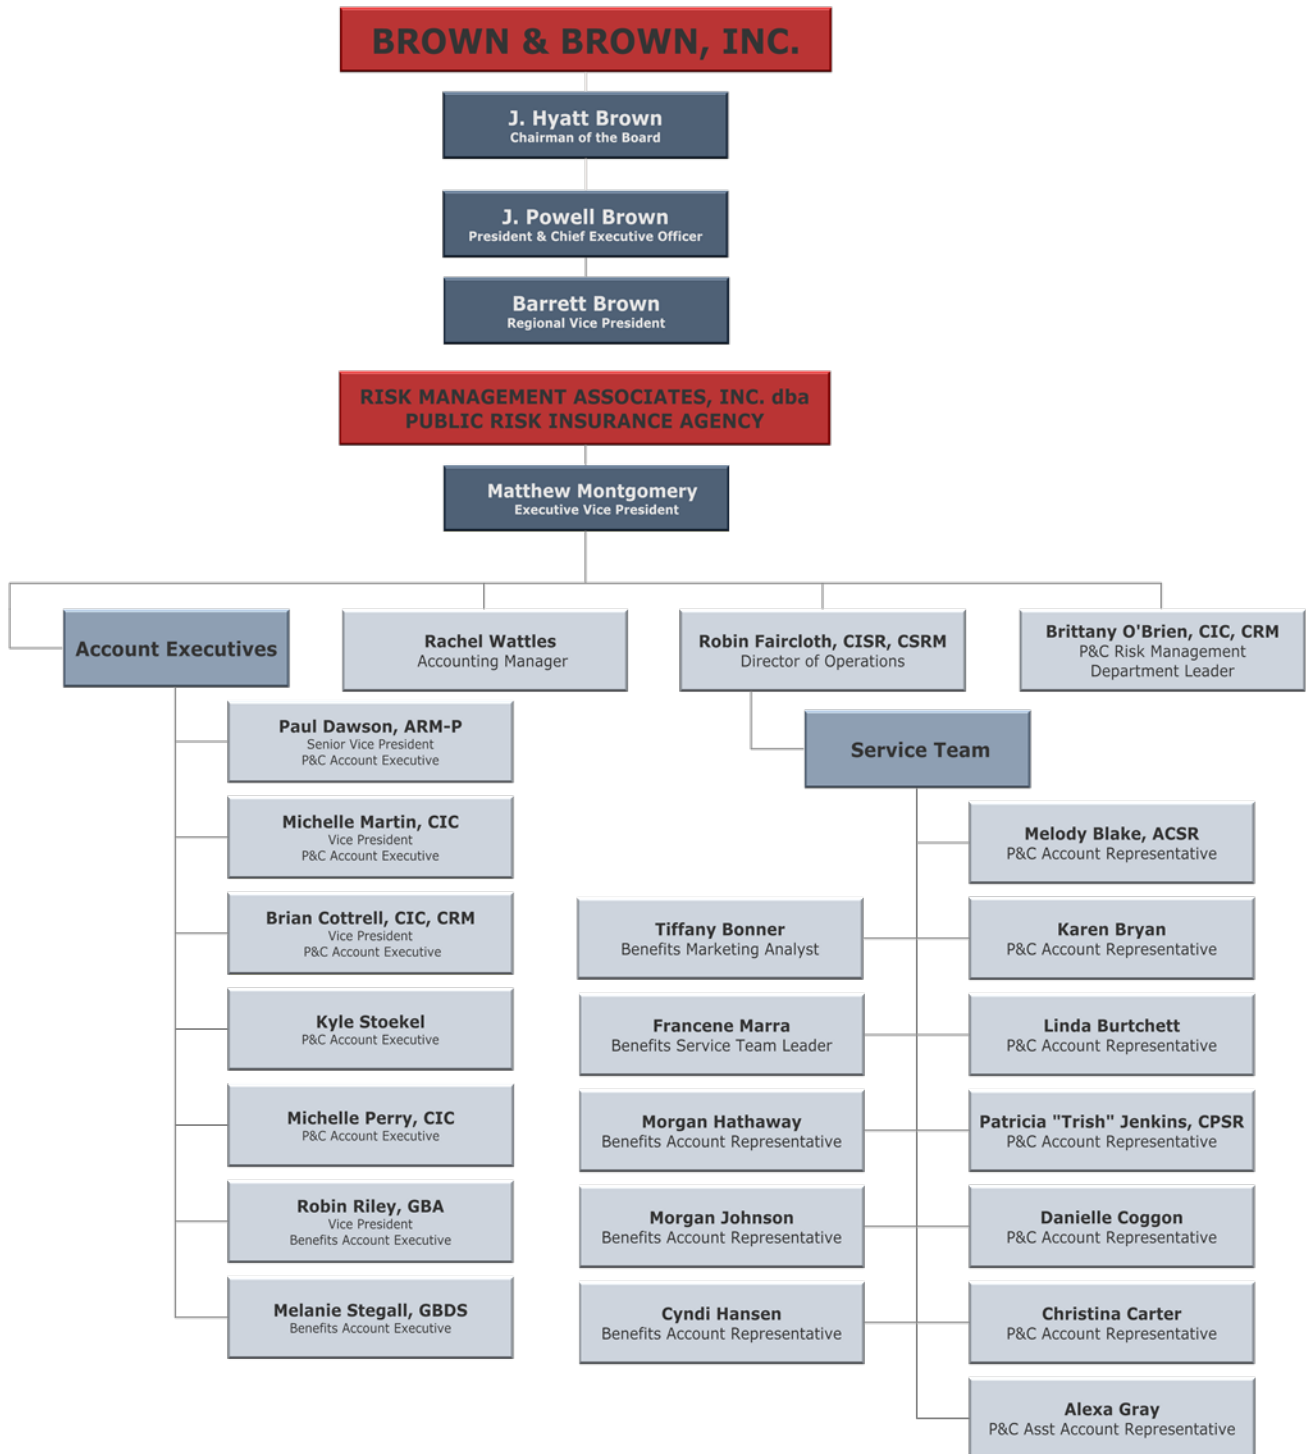 BROWN & BROWN, INC.
J. Hyatt Brown
Chairman of the Board
J. Powell Brown
President & Chief Executive Officer
Barrett Brown
Regional Vice President
RISK MANAGEMENT ASSOCIATES, INC. dba
PUBLIC RISK INSURANCE AGENCY
Matthew Montgomery
Executive Vice President
Account Executives
Rachel Wattles
Accounting Manager
Robin Faircloth, CISR, CSRM
Director of Operations
Brittany O'Brien, CIC, CRM
P&C Risk Management
Department Leader
Paul Dawson, ARM-P
Senior Vice President
P&C Account Executive
Michelle Martin, CIC
Vice President
P&C Account Executive
Brian Cottrell, CIC, CRM
Vice President
P&C Account Executive
Kyle Stoekel
P&C Account Executive
Michelle Perry, CIC
P&C Account Executive
Robin Riley, GBA
Vice President
Benefits Account Executive
Melanie Stegall, GBDS
Benefits Account Executive
Service Team
Tiffany Bonner
Benefits Marketing Analyst
Francene Marra
Benefits Service Team Leader
Morgan Hathaway
Benefits Account Representative
Morgan Johnson
Benefits Account Representative
Cyndi Hansen
Benefits Account Representative
Melody Blake, ACSR
P&C Account Representative
Karen Bryan
P&C Account Representative
Linda Burtchett
P&C Account Representative
Patricia "Trish" Jenkins, CPSR
P&C Account Representative
Danielle Coggon
P&C Account Representative
Christina Carter
P&C Account Representative
Alexa Gray
P&C Asst Account Representative